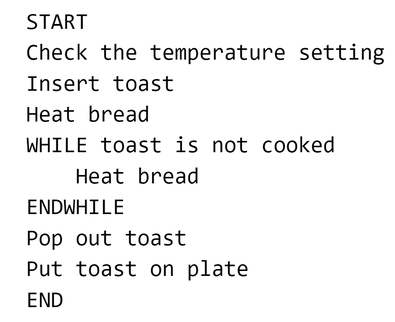 START
Check the temperature setting
Insert toast
Heat bread
WHILE toast is not cooked
    Heat bread
ENDWHILE
Pop out toast
Put toast on plate
END